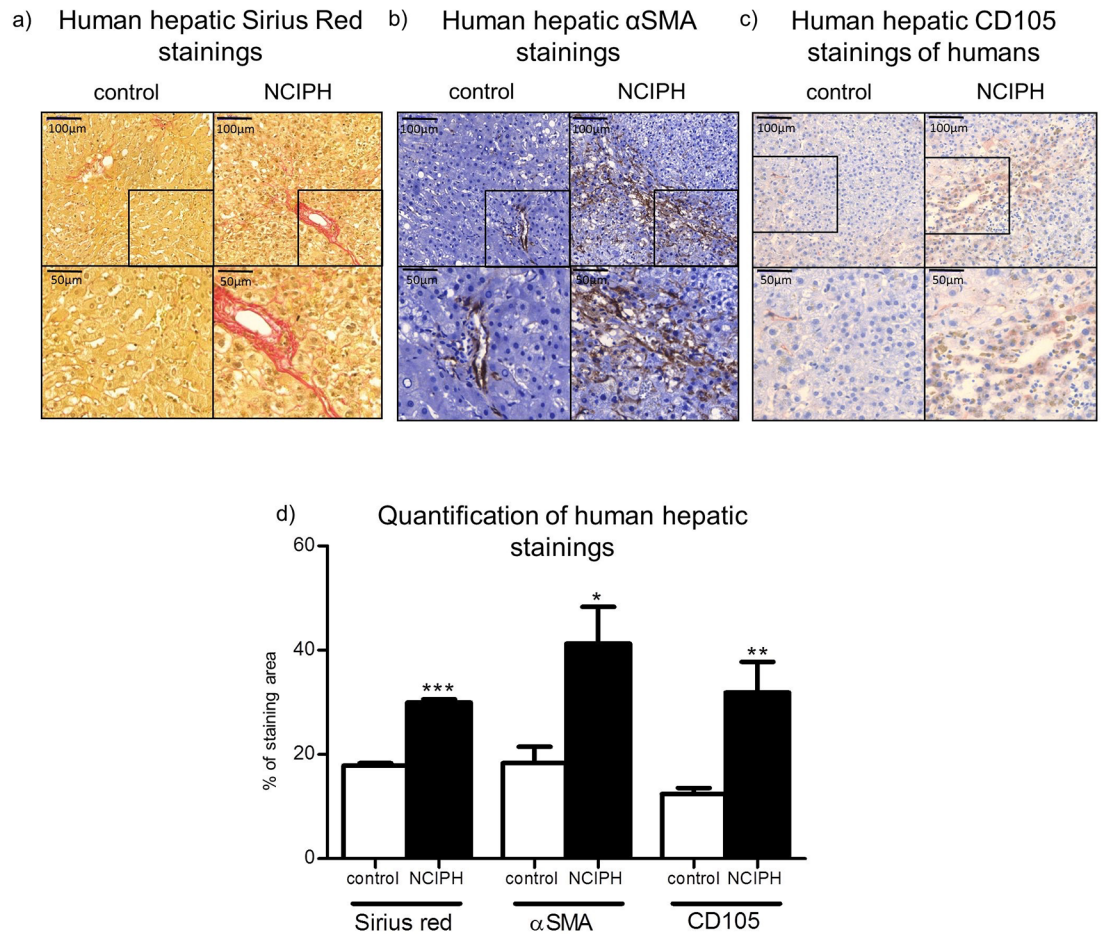 a) Human hepatic Sirius Red
stainings
control NCIPH
100µm 100µm
50µm 50µm
b) Human hepatic αSMA
stainings
control NCIPH
100µm 100µm
50µm 50µm
c) Human hepatic CD105
stainings of humans
control NCIPH
100µm 100µm
50µm 50µm
d) Quantification of human hepatic
stainings
% of staining area
60
40
20
0
*** * **
control NCIPH control NCIPH control NCIPH
Sirius red αSMA CD105